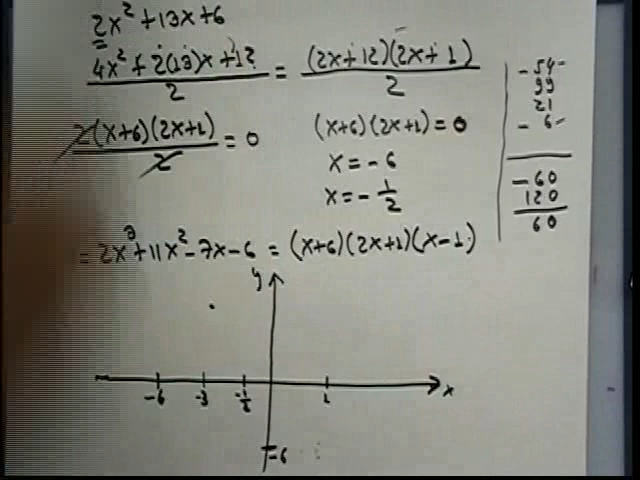 2x² + 13x + 6
4x² + 2(13)x + 12 / 2 = (2x + 12)(2x + 1) / 2
2(x+6)(2x+1) / 2 = 0
(x+6)(2x+1) = 0
x = -6
x = - 1/2
= 2x³ + 11x² - 7x - 6 = (x+6)(2x+1)(x-1)
- 54
99
21
- 6
-60
120
60
y
-6 -3 -1/2 1 x
-6